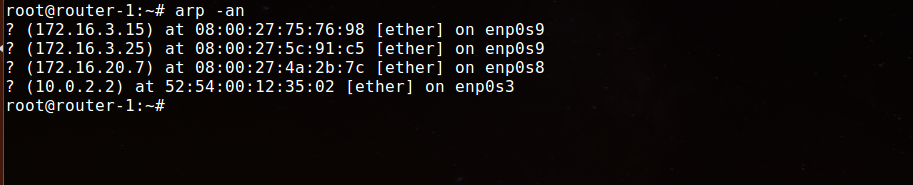 root@router-1:~# arp -an
? (172.16.3.15) at 08:00:27:75:76:98 [ether] on enp0s9
? (172.16.3.25) at 08:00:27:5c:91:c5 [ether] on enp0s9
? (172.16.20.7) at 08:00:27:4a:2b:7c [ether] on enp0s8
? (10.0.2.2) at 52:54:00:12:35:02 [ether] on enp0s3
root@router-1:~#